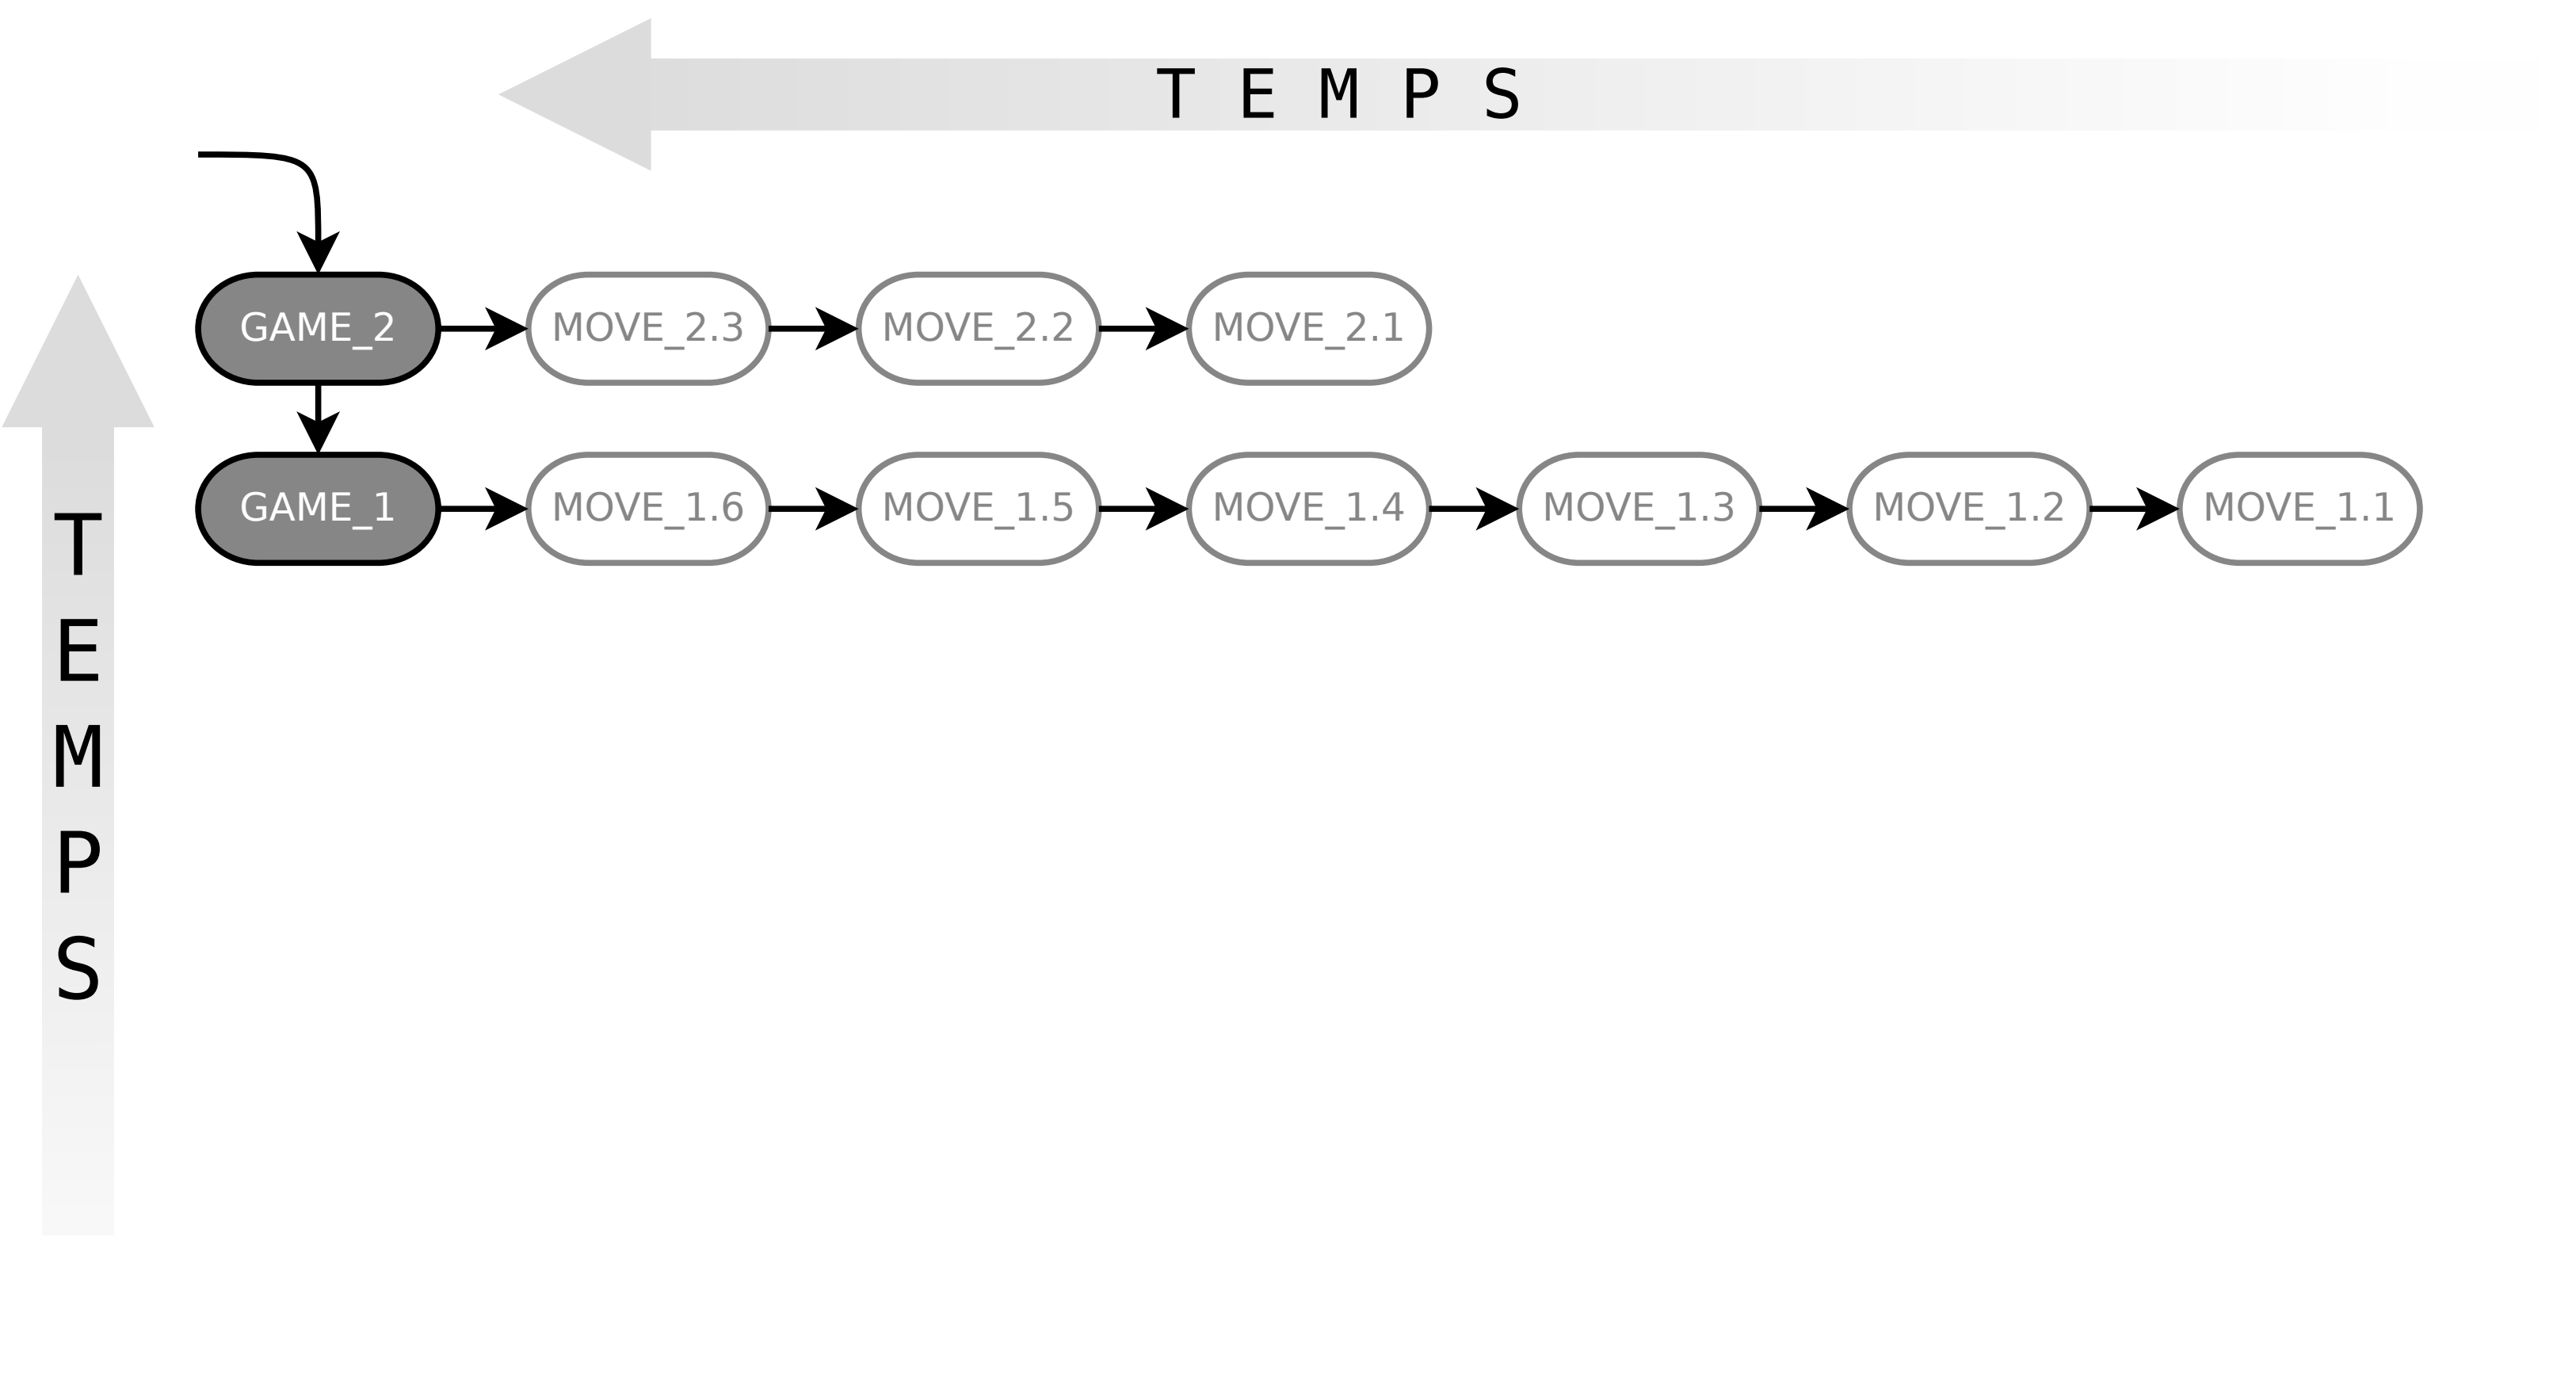 T E M P S
GAME_2 MOVE_2.3 MOVE_2.2 MOVE_2.1
GAME_1 MOVE_1.6 MOVE_1.5 MOVE_1.4 MOVE_1.3 MOVE_1.2 MOVE_1.1
T
E
M
P
S